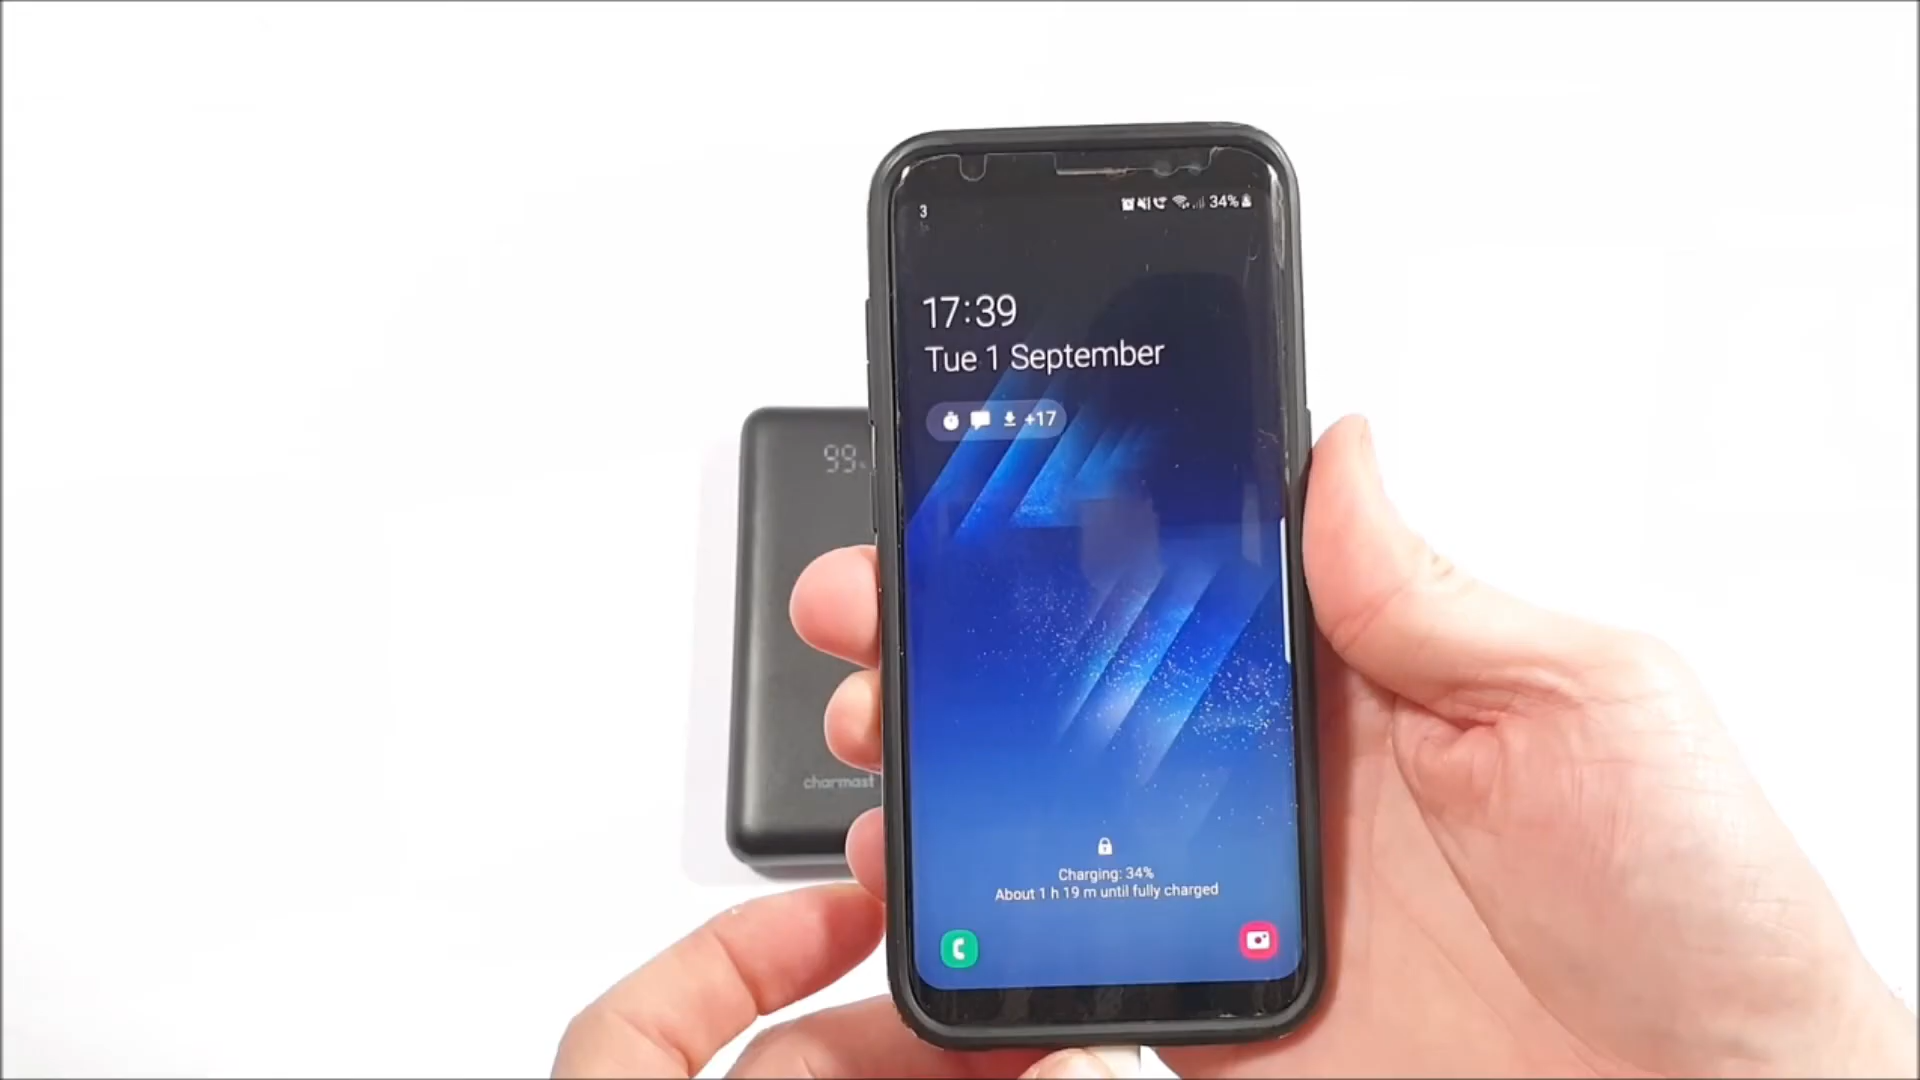 3
34%
17:39
Tue 1 September
+17
99%
charmast
Charging: 34%
About 1 h 19 m until fully charged